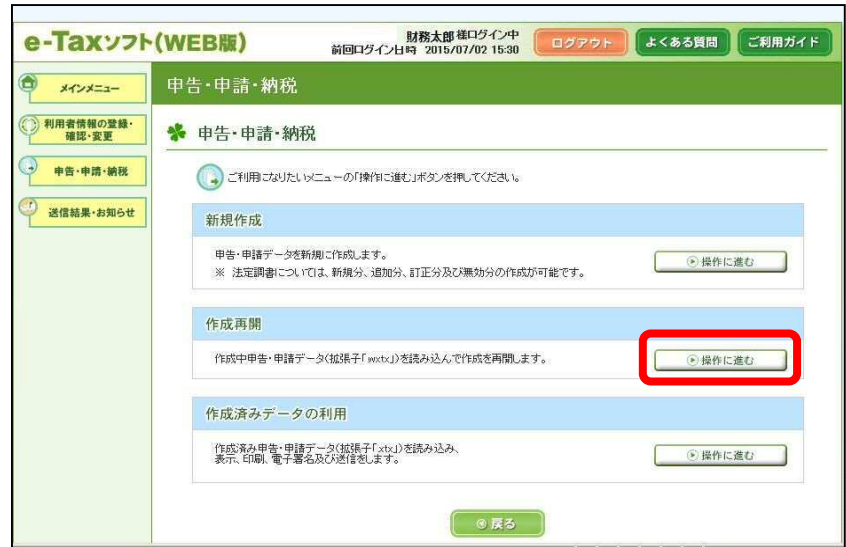 e-Taxソフト(WEB版)
財務太郎 様ログイン中
前回ログイン日時 2015/07/02 15:30
ログアウト
よくある質問
ご利用ガイド
メインメニュー
利用者情報の登録・
確認・変更
申告・申請・納税
送信結果・お知らせ
申告・申請・納税
申告・申請・納税
ご利用になりたいメニューの「操作に進む」ボタンを押してください。
新規作成
申告・申請データを新規に作成します。
※ 法定調書については、新規分、追加分、訂正分及び無効分の作成が可能です。
操作に進む
作成再開
作成中申告・申請データ(拡張子「wxtx」)を読み込んで作成を再開します。
操作に進む
作成済みデータの利用
作成済み申告・申請データ(拡張子「xtx」)を読み込み、
表示、印刷、電子署名及び送信をします。
操作に進む
戻る